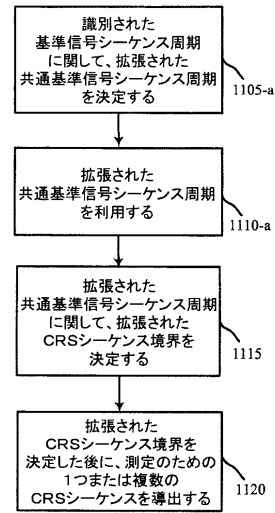 識別された
基準信号シーケンス周期
に関して、拡張された
共通基準信号シーケンス周期
を決定する
1105-a
拡張された
共通基準信号シーケンス周期
を利用する
1110-a
拡張された
共通基準信号シーケンス周期
に関して、拡張された
CRSシーケンス境界を
決定する
1115
拡張された
CRSシーケンス境界を
決定した後に、測定のための
1つまたは複数の
CRSシーケンスを導出する
1120